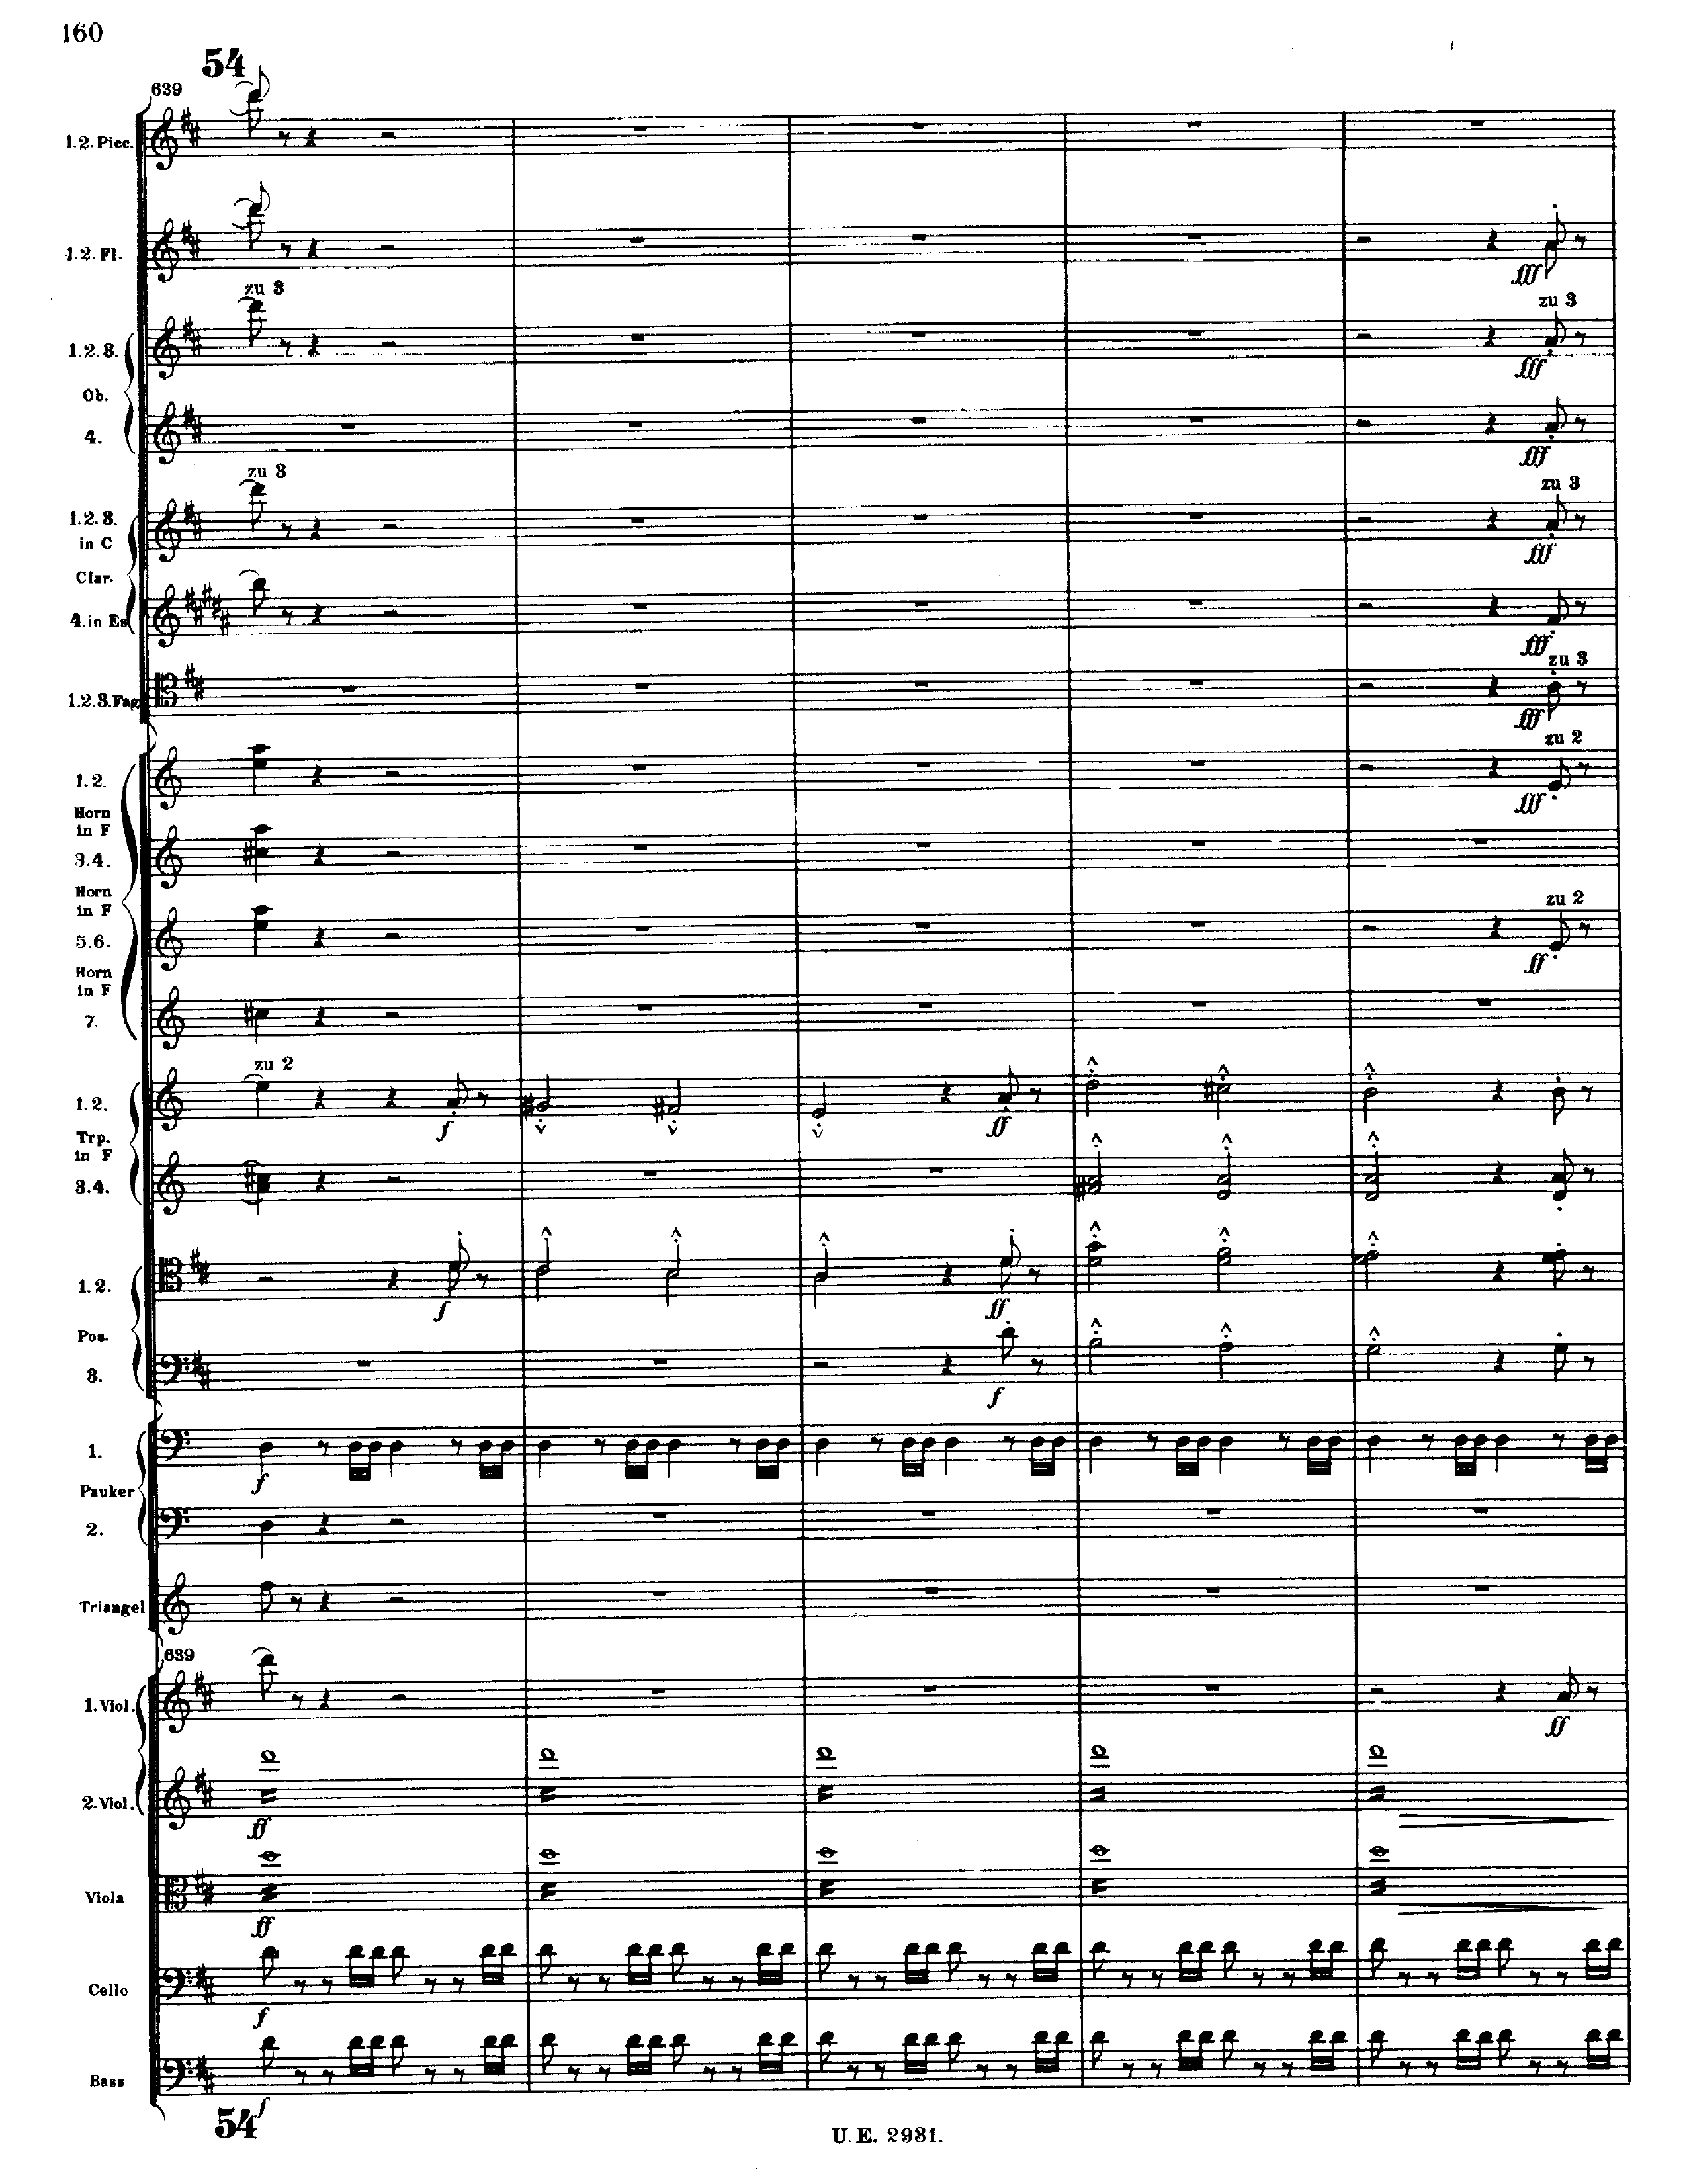 160
54
639
1.2. Picc.
1.2. Fl.
zu 3
zu 3
1.2.3.
fff
fff
Ob.
4.
fff
zu 3
zu 3
1.2.3.
in C
fff
Clar.
4. in Es
fff
zu 3
1.2.3. Fag.
fff
zu 2
1.2.
fff
Horn
in F
3.4.
Horn
in F
zu 2
5.6.
ff
Horn
in F
7.
zu 2
1.2.
f
ff
Trp.
in F
3.4.
1.2.
f
ff
Pos.
3.
f
1.
f
Pauker
2.
Triangel
639
1. Viol.
ff
2. Viol.
ff
Viola
ff
Cello
f
Bass
f
54
U. E. 2931.